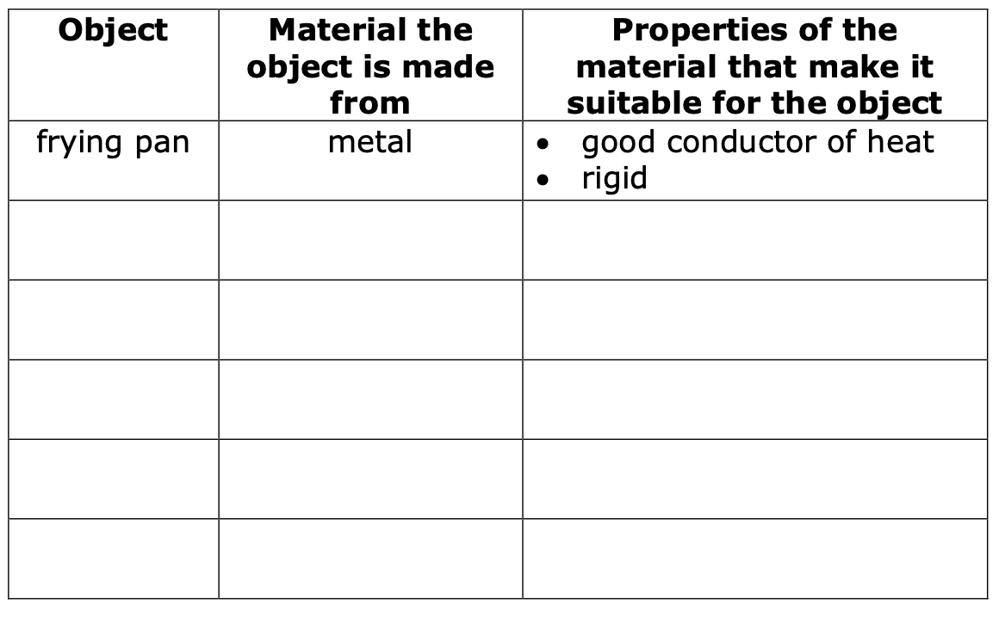 Object
Material the
object is made
from
Properties of the
material that make it
suitable for the object
frying pan
metal
• good conductor of heat
• rigid